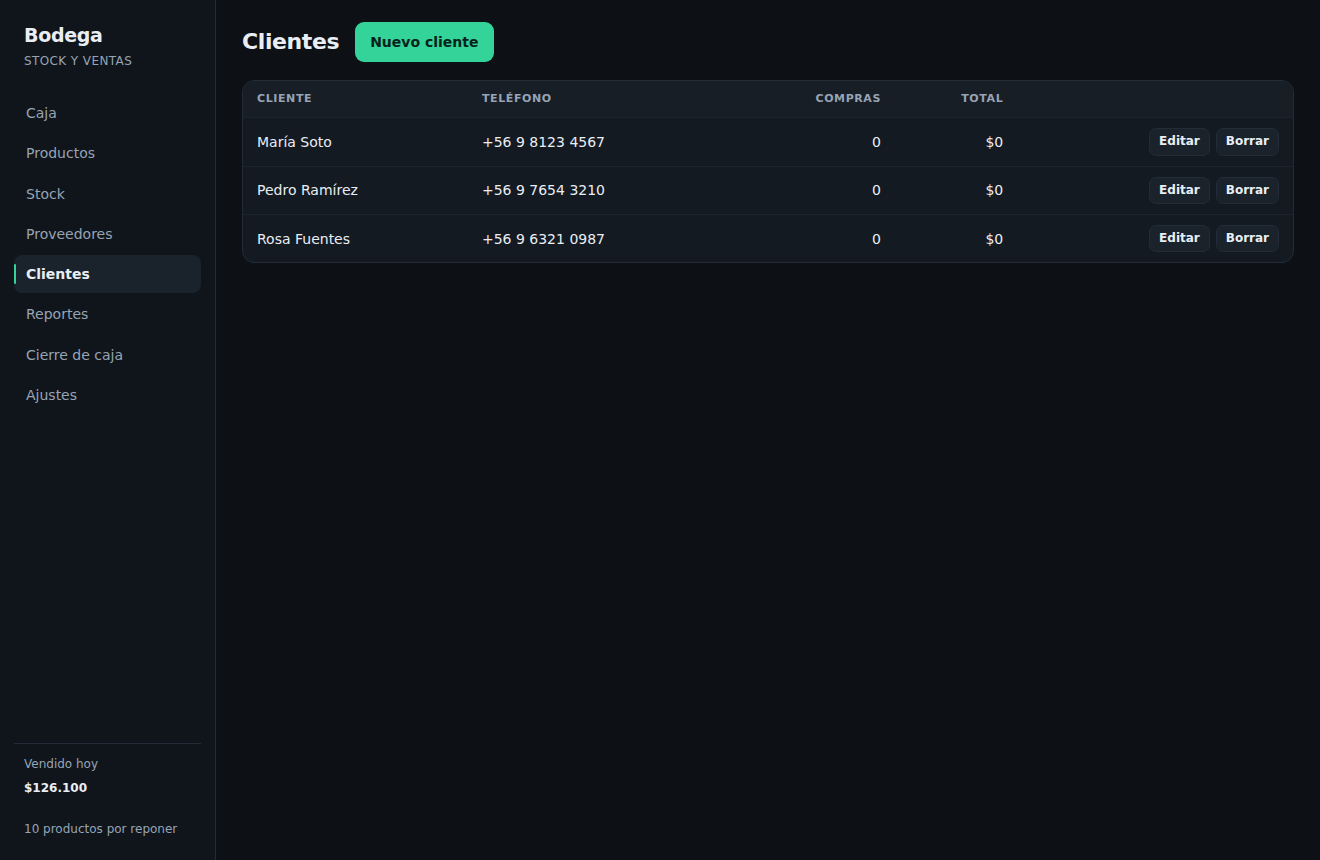 Bodega
STOCK Y VENTAS
Caja
Productos
Stock
Proveedores
Clientes
Reportes
Cierre de caja
Ajustes
Vendido hoy
$126.100
10 productos por reponer
Clientes
Nuevo cliente
CLIENTE TELÉFONO COMPRAS TOTAL
María Soto +56 9 8123 4567 0 $0 Editar Borrar
Pedro Ramírez +56 9 7654 3210 0 $0 Editar Borrar
Rosa Fuentes +56 9 6321 0987 0 $0 Editar Borrar